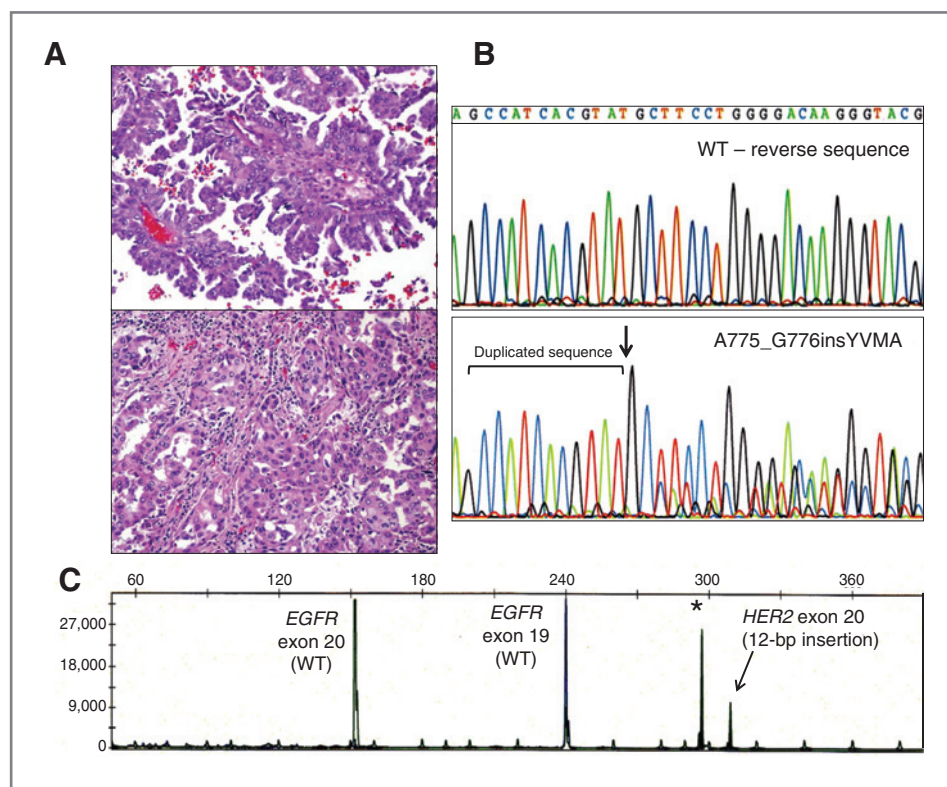 A
B
AGCCATCACGTATGCTTCCTGGGGACAAGGGTACG
WT – reverse sequence
A775_G776insYVMA
Duplicated sequence
C
60 120 180 240 300 360
27,000
18,000
9,000
0
EGFR
exon 20
(WT)
EGFR
exon 19
(WT)
*
HER2 exon 20
(12-bp insertion)